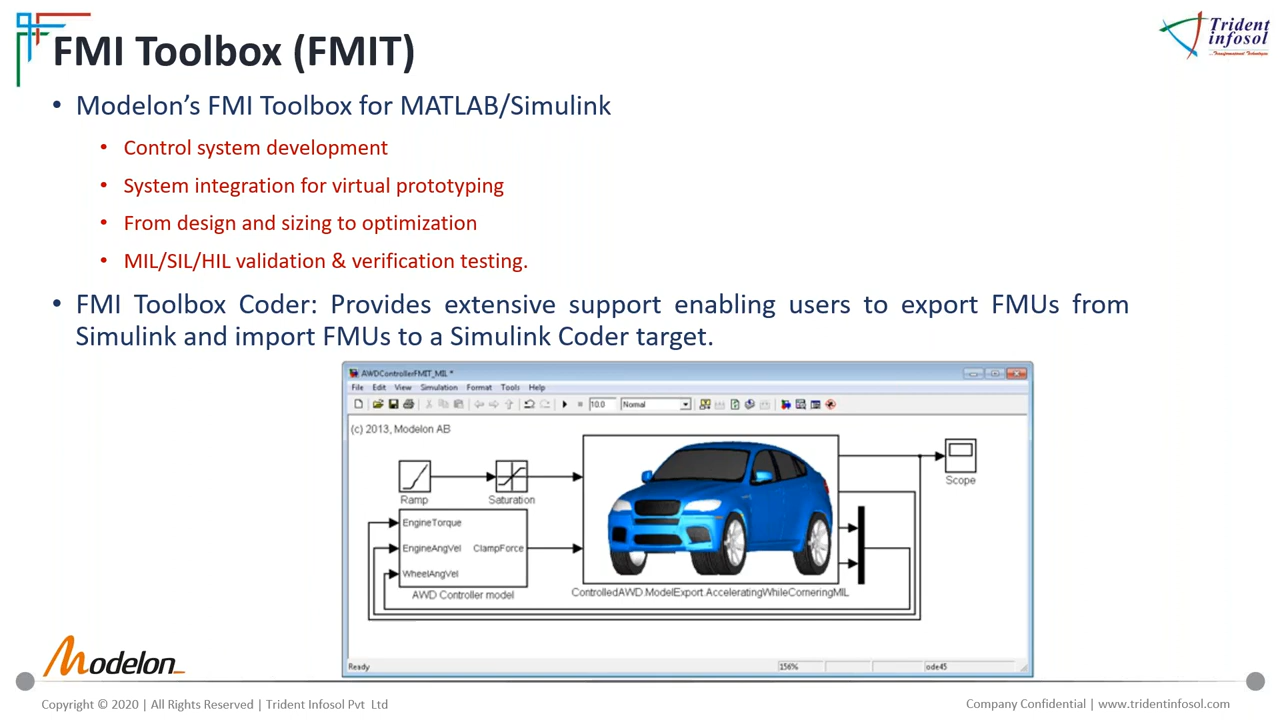 FMI Toolbox (FMIT)
Trident
infosol
...Transformational Technologies
• Modelon’s FMI Toolbox for MATLAB/Simulink
• Control system development
• System integration for virtual prototyping
• From design and sizing to optimization
• MIL/SIL/HIL validation & verification testing.
• FMI Toolbox Coder: Provides extensive support enabling users to export FMUs from
Simulink and import FMUs to a Simulink Coder target.
AWDControllerFMIT_MIL *
File Edit View Simulation Format Tools Help
10.0 Normal
(c) 2013, Modelon AB
Ramp
Saturation
Scope
EngineTorque
EngineAngVel ClampForce
WheelAngVel
AWD Controller model
ControlledAWD.ModelExport.AcceleratingWhileCorneringMIL
Ready 156% ode45
Modelon
Copyright © 2020 | All Rights Reserved | Trident Infosol Pvt Ltd
Company Confidential | www.tridentinfosol.com